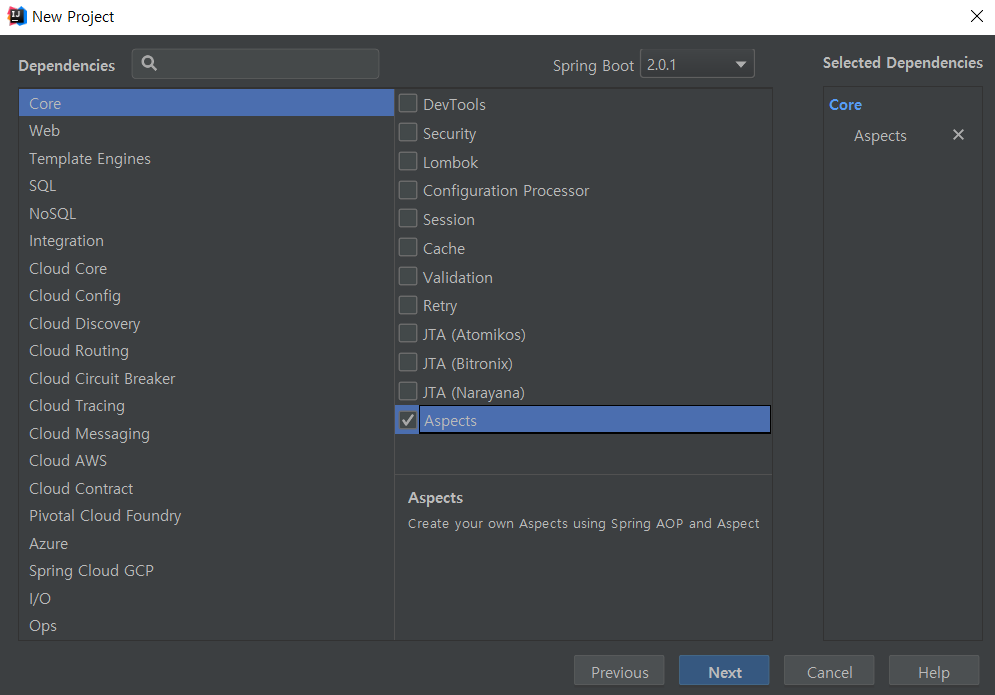 New Project
Dependencies
Spring Boot 2.0.1
Selected Dependencies
Core
Web
Template Engines
SQL
NoSQL
Integration
Cloud Core
Cloud Config
Cloud Discovery
Cloud Routing
Cloud Circuit Breaker
Cloud Tracing
Cloud Messaging
Cloud AWS
Cloud Contract
Pivotal Cloud Foundry
Azure
Spring Cloud GCP
I/O
Ops
DevTools
Security
Lombok
Configuration Processor
Session
Cache
Validation
Retry
JTA (Atomikos)
JTA (Bitronix)
JTA (Narayana)
Aspects
Aspects
Create your own Aspects using Spring AOP and Aspect
Core
Aspects
Previous
Next
Cancel
Help